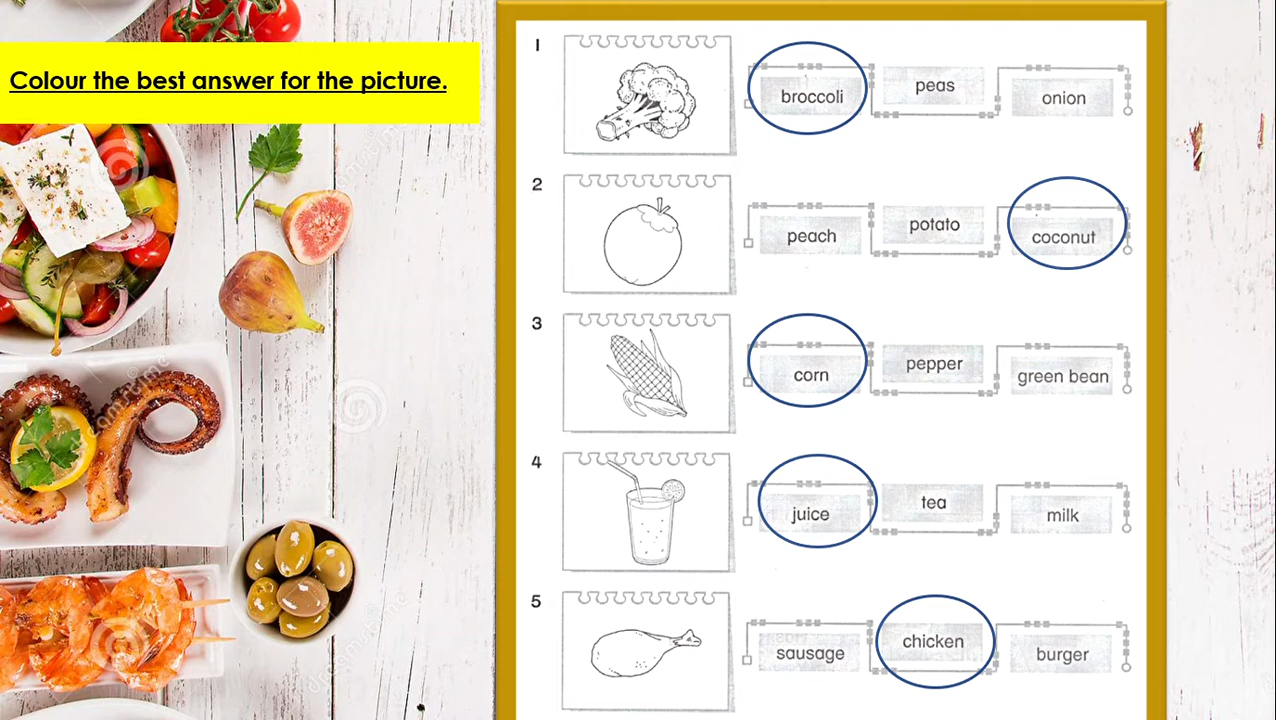 Colour the best answer for the picture.
1
broccoli peas onion
2
peach potato coconut
3
corn pepper green bean
4
juice tea milk
5
sausage chicken burger
dreamstime